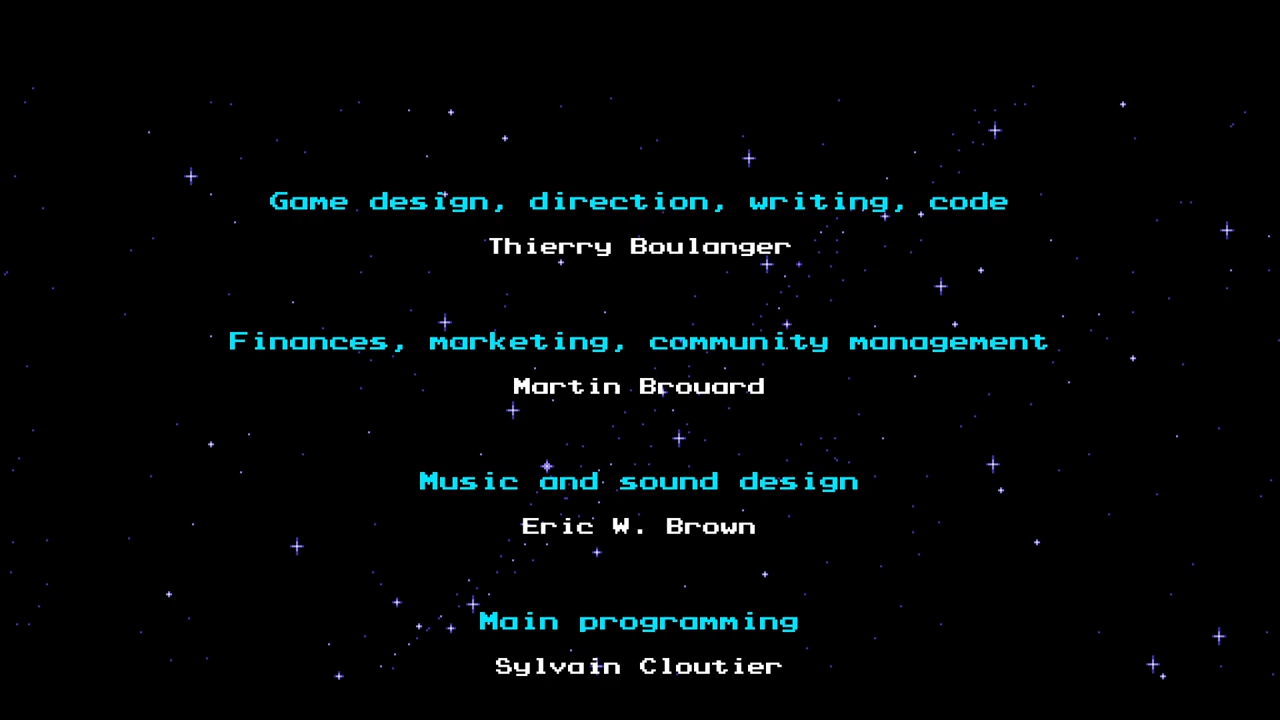 Game design, direction, writing, code
Thierry Boulanger
Finances, marketing, community management
Martin Brouard
Music and sound design
Eric W. Brown
Main programming
Sylvain Cloutier